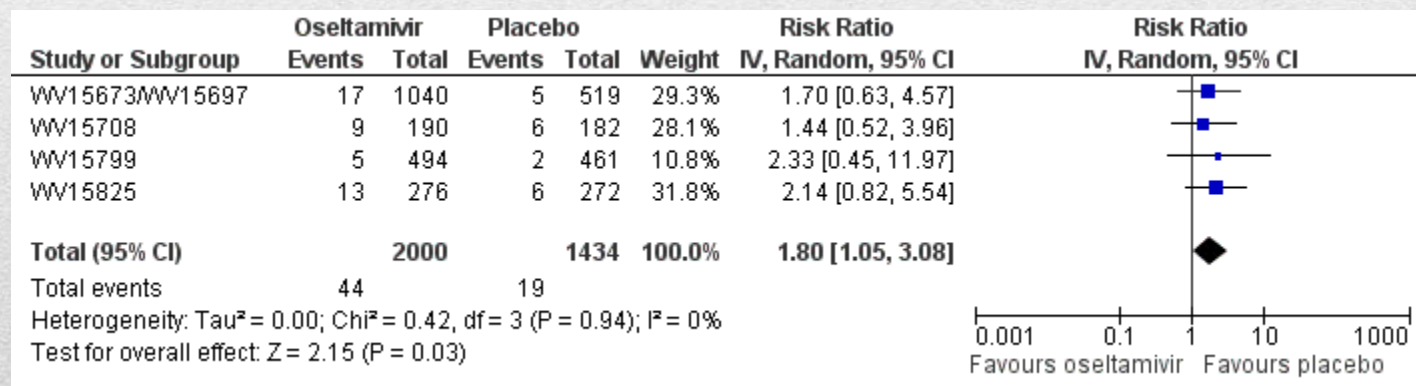 Oseltamivir Placebo Risk Ratio Risk Ratio
Study or Subgroup Events Total Events Total Weight IV, Random, 95% CI IV, Random, 95% CI
WV15673/WV15697 17 1040 5 519 29.3% 1.70 [0.63, 4.57]
WV15708 9 190 6 182 28.1% 1.44 [0.52, 3.96]
WV15799 5 494 2 461 10.8% 2.33 [0.45, 11.97]
WV15825 13 276 6 272 31.8% 2.14 [0.82, 5.54]
Total (95% CI) 2000 1434 100.0% 1.80 [1.05, 3.08]
Total events 44 19
Heterogeneity: Tau² = 0.00; Chi² = 0.42, df = 3 (P = 0.94); I² = 0%
Test for overall effect: Z = 2.15 (P = 0.03)
0.001 0.1 1 10 1000
Favours oseltamivir Favours placebo